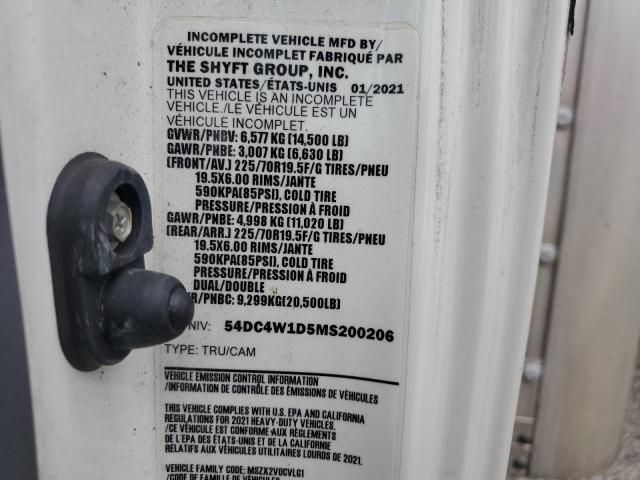 INCOMPLETE VEHICLE MFD BY/
VÉHICULE INCOMPLET FABRIQUÉ PAR
THE SHYFT GROUP, INC.
UNITED STATES/ÉTATS-UNIS 01/2021
THIS VEHICLE IS AN INCOMPLETE
VEHICLE./LE VÉHICULE EST UN
VÉHICULE INCOMPLET.
GVWR/PNBV: 6,577 KG (14,500 LB)
GAWR/PNBE: 3,007 KG (6,630 LB)
(FRONT/AV.) 225/70R19.5F/G TIRES/PNEU
19.5X6.00 RIMS/JANTE
590KPA(85PSI), COLD TIRE
PRESSURE/PRESSION À FROID
GAWR/PNBE: 4,998 KG (11,020 LB)
(REAR/ARR.) 225/70R19.5F/G TIRES/PNEU
19.5X6.00 RIMS/JANTE
590KPA(85PSI), COLD TIRE
PRESSURE/PRESSION À FROID
DUAL/DOUBLE
/PNBC: 9,299KG(20,500LB)
NIV: 54DC4W1D5MS200206
TYPE: TRU/CAM
VEHICLE EMISSION CONTROL INFORMATION
/INFORMATION DE CONTRÔLE DES ÉMISSIONS DE VÉHICULES
THIS VEHICLE COMPLIES WITH U.S. EPA AND CALIFORNIA
REGULATIONS FOR 2021 HEAVY-DUTY VEHICLES.
/CE VÉHICULE EST CONFORME AUX RÈGLEMENTS
DE L'EPA DES ÉTATS-UNIS ET DE LA CALIFORNIE
RELATIFS AUX VÉHICULES UTILITAIRES LOURDS DE 2021.
VEHICLE FAMILY CODE: MSZX2VOCVLG1
/CODE DE FAMILLE DE VÉHICULES